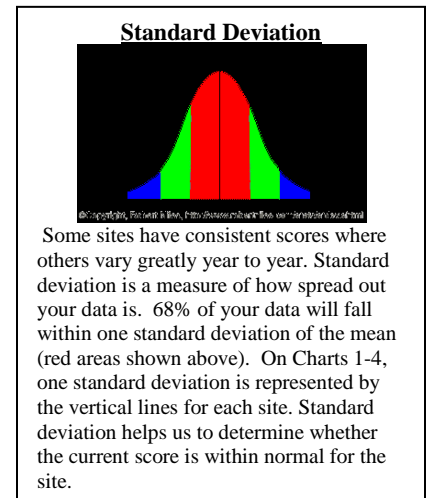 Standard Deviation
©Copyright, Robert Niles,
Some sites have consistent scores where
others vary greatly year to year. Standard
deviation is a measure of how spread out
your data is. 68% of your data will fall
within one standard deviation of the mean
(red areas shown above). On Charts 1-4,
one standard deviation is represented by
the vertical lines for each site. Standard
deviation helps us to determine whether
the current score is within normal for the
site.